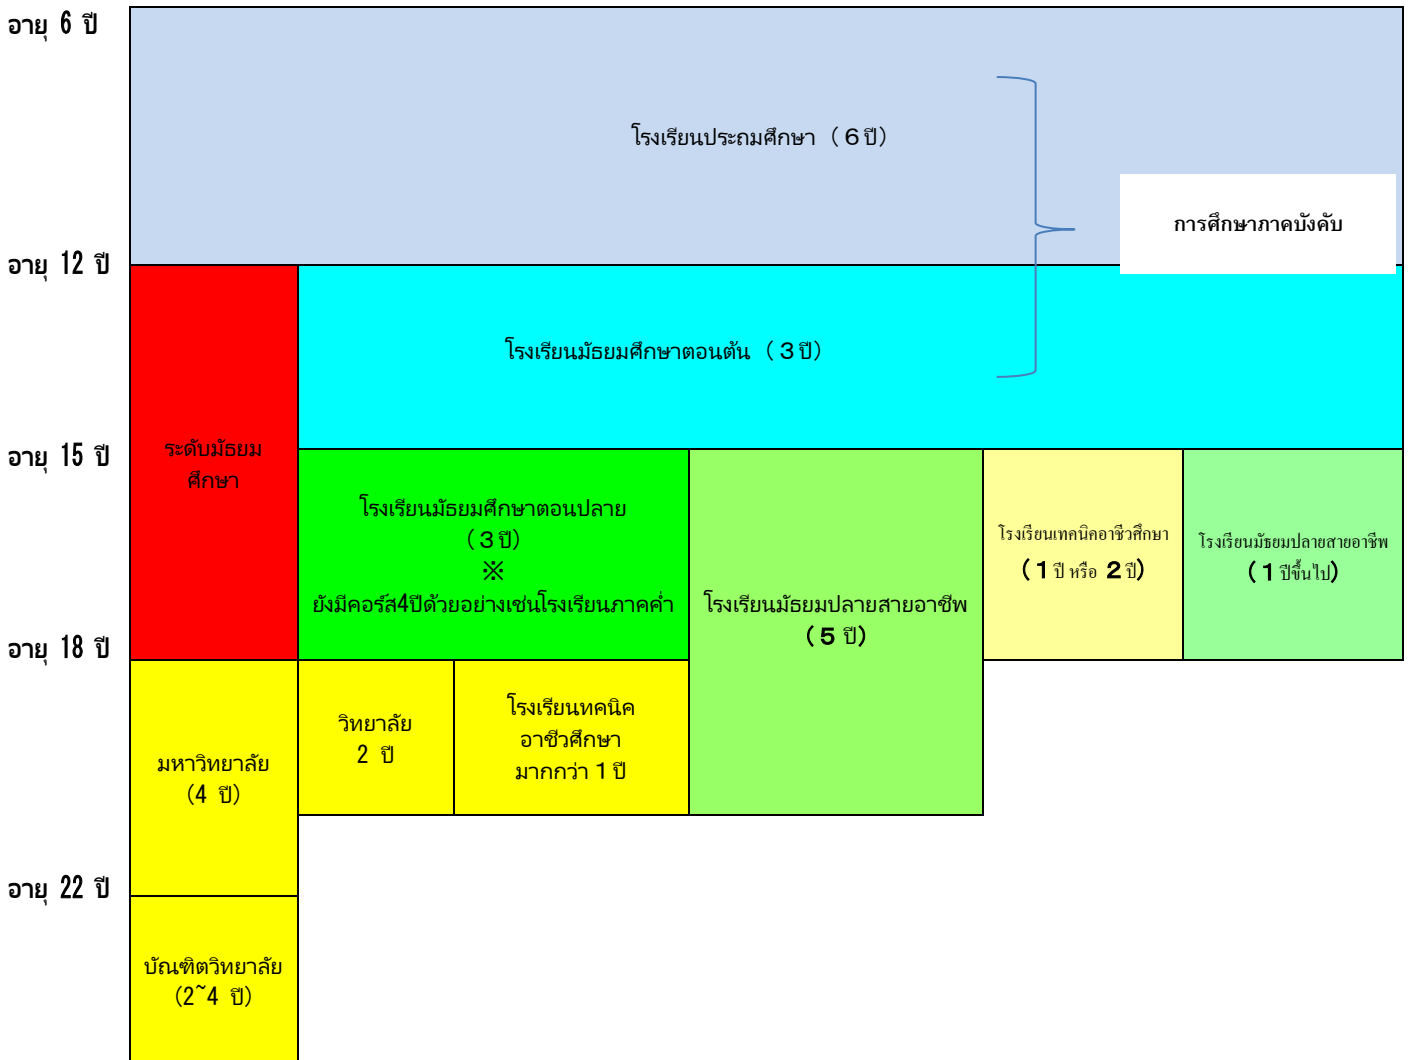 อายุ 6 ปี
โรงเรียนประถมศึกษา （６ปี）
การศึกษาภาคบังคับ
อายุ 12 ปี
โรงเรียนมัธยมศึกษาตอนต้น （３ปี）
อายุ 15 ปี
ระดับมัธยม
ศึกษา
โรงเรียนมัธยมศึกษาตอนปลาย
（３ปี）
※
ยังมีคอร์ส4ปีด้วยอย่างเช่นโรงเรียนภาคค่ำ
โรงเรียนมัธยมปลายสายอาชีพ
(５ ปี)
โรงเรียนเทคนิคอาชีวศึกษา
(１ปี หรือ ２ปี)
โรงเรียนมัธยมปลายสายอาชีพ
(１ปีขึ้นไป)
อายุ 18 ปี
มหาวิทยาลัย
(4 ปี)
วิทยาลัย
2 ปี
โรงเรียนทคนิค
อาชีวศึกษา
มากกว่า 1 ปี
อายุ 22 ปี
บัณฑิตวิทยาลัย
(2~4 ปี)